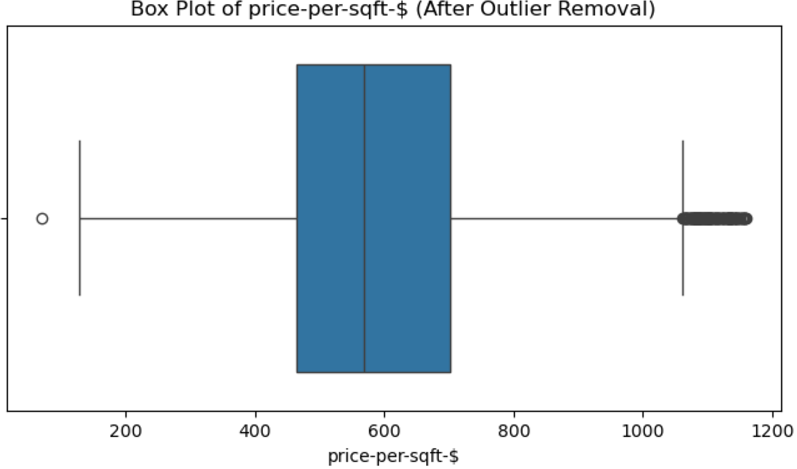 Box Plot of price-per-sqft-$ (After Outlier Removal)
200 400 600 800 1000 1200
price-per-sqft-$